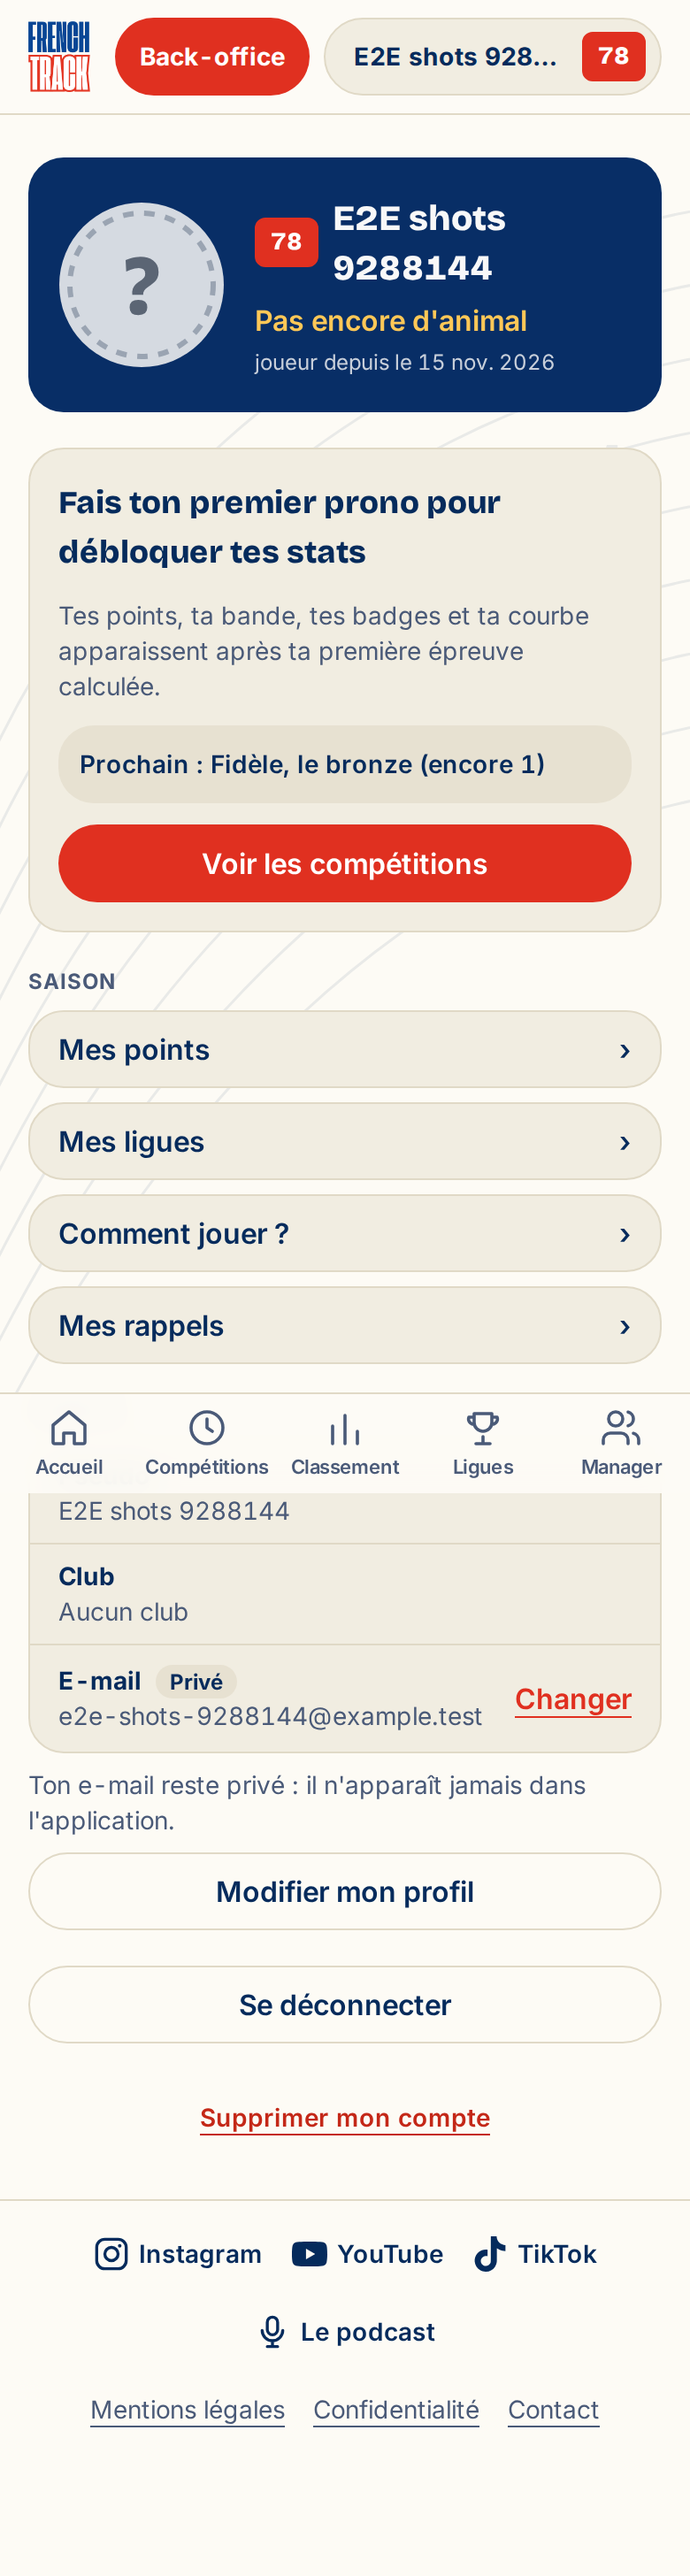 FRENCH
TRACK
Back-office
E2E shots 928...
78
?
78
E2E shots
9288144
Pas encore d'animal
joueur depuis le 15 nov. 2026
Fais ton premier prono pour
débloquer tes stats
Tes points, ta bande, tes badges et ta courbe
apparaissent après ta première épreuve
calculée.
Prochain : Fidèle, le bronze (encore 1)
Voir les compétitions
SAISON
Mes points ›
Mes ligues ›
Comment jouer ? ›
Mes rappels ›
Accueil
Compétitions
Classement
Ligues
Manager
E2E shots 9288144
Club
Aucun club
E-mail Privé
e2e-shots-9288144@example.test
Changer
Ton e-mail reste privé : il n'apparaît jamais dans
l'application.
Modifier mon profil
Se déconnecter
Supprimer mon compte
Instagram YouTube TikTok
Le podcast
Mentions légales Confidentialité Contact